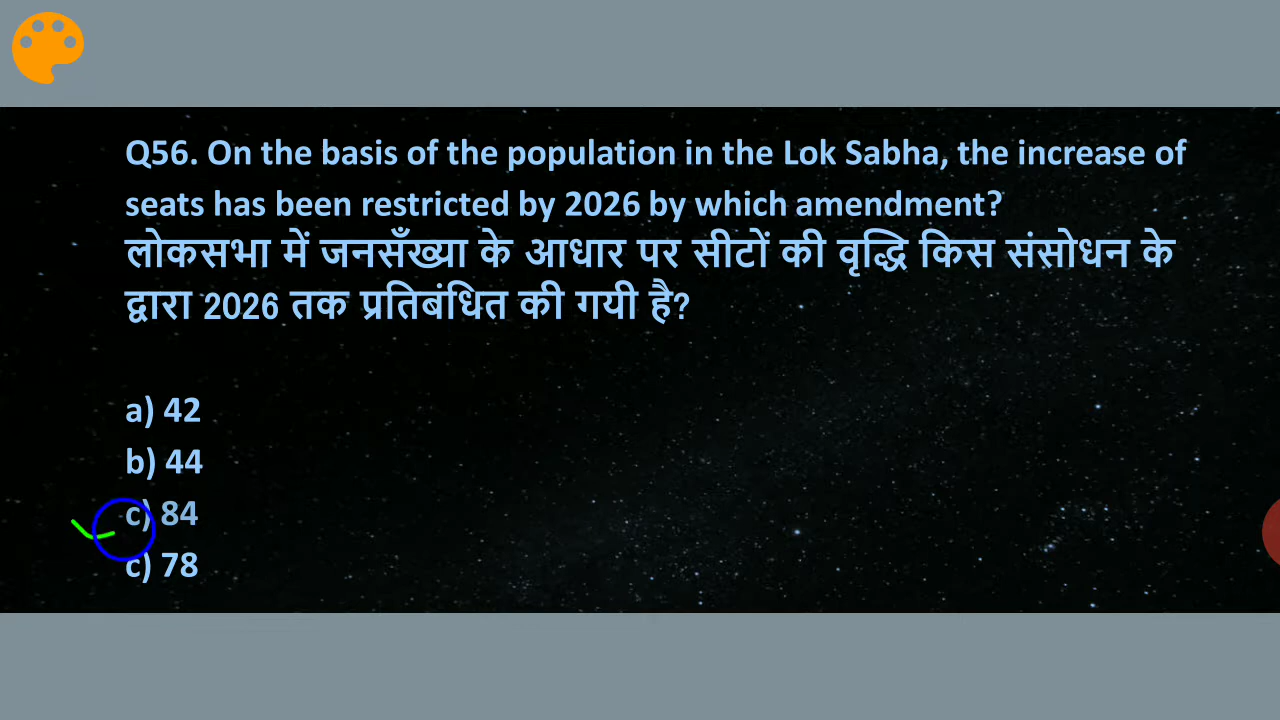 Q56. On the basis of the population in the Lok Sabha, the increase of
seats has been restricted by 2026 by which amendment?
लोकसभा में जनसँख्या के आधार पर सीटों की वृद्धि किस संसोधन के
द्वारा 2026 तक प्रतिबंधित की गयी है?
a) 42
b) 44
c) 84
c) 78